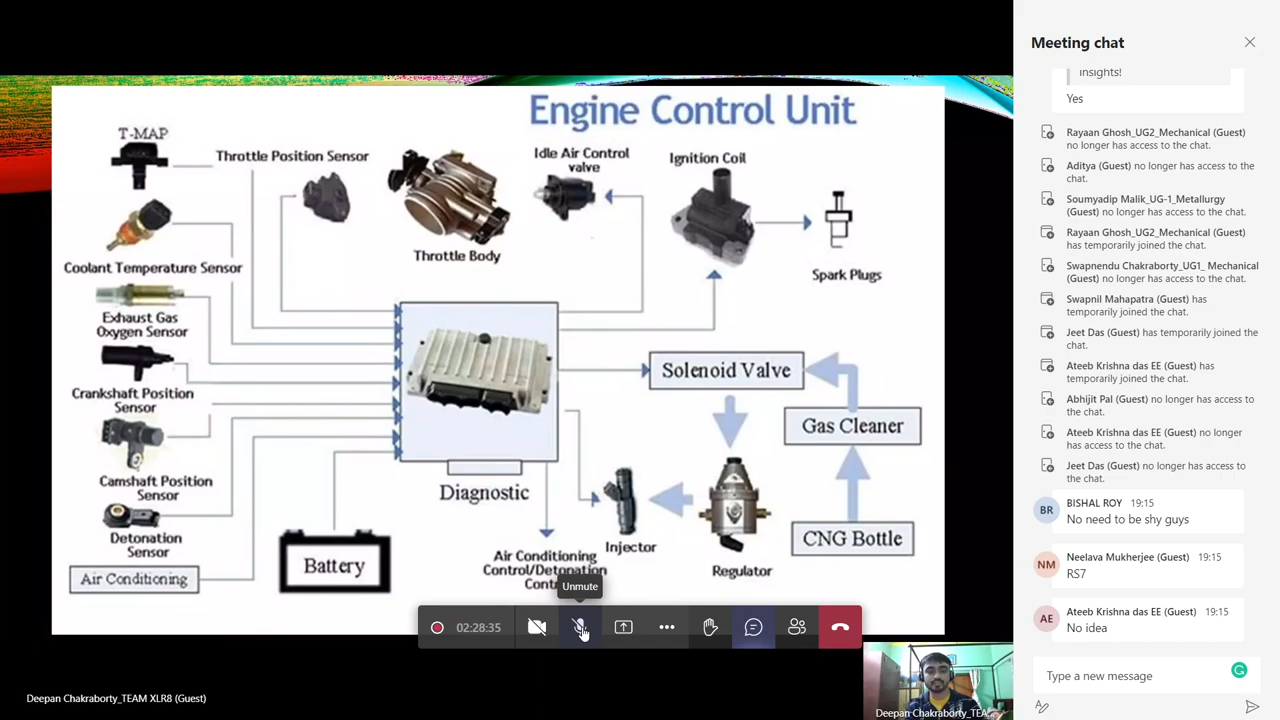 Engine Control Unit
T-MAP
Throttle Position Sensor
Idle Air Control
valve
Ignition Coil
Throttle Body
Spark Plugs
Coolant Temperature Sensor
Exhaust Gas
Oxygen Sensor
Crankshaft Position
Sensor
Camshaft Position
Sensor
Detonation
Sensor
Air Conditioning
Battery
Diagnostic
Solenoid Valve
Gas Cleaner
CNG Bottle
Injector
Regulator
Air Conditioning
Control/Detonation
Unmute
02:28:35
Deepan Chakraborty_TEAM XLR8 (Guest)
Deepan Chakraborty_TEA
Meeting chat
insights!
Yes
Rayaan Ghosh_UG2_Mechanical (Guest)
no longer has access to the chat.
Aditya (Guest) no longer has access to the
chat.
Soumyadip Malik_UG-1_Metallurgy
(Guest) no longer has access to the chat.
Rayaan Ghosh_UG2_Mechanical (Guest)
has temporarily joined the chat.
Swapnendu Chakraborty_UG1_ Mechanical
(Guest) no longer has access to the chat.
Swapnil Mahapatra (Guest) has
temporarily joined the chat.
Jeet Das (Guest) has temporarily joined the
chat.
Ateeb Krishna das EE (Guest) has
temporarily joined the chat.
Abhijit Pal (Guest) no longer has access to
the chat.
Ateeb Krishna das EE (Guest) no longer
has access to the chat.
Jeet Das (Guest) no longer has access to
the chat.
BR BISHAL ROY 19:15
No need to be shy guys
NM Neelava Mukherjee (Guest) 19:15
RS7
AE Ateeb Krishna das EE (Guest) 19:15
No idea
Type a new message